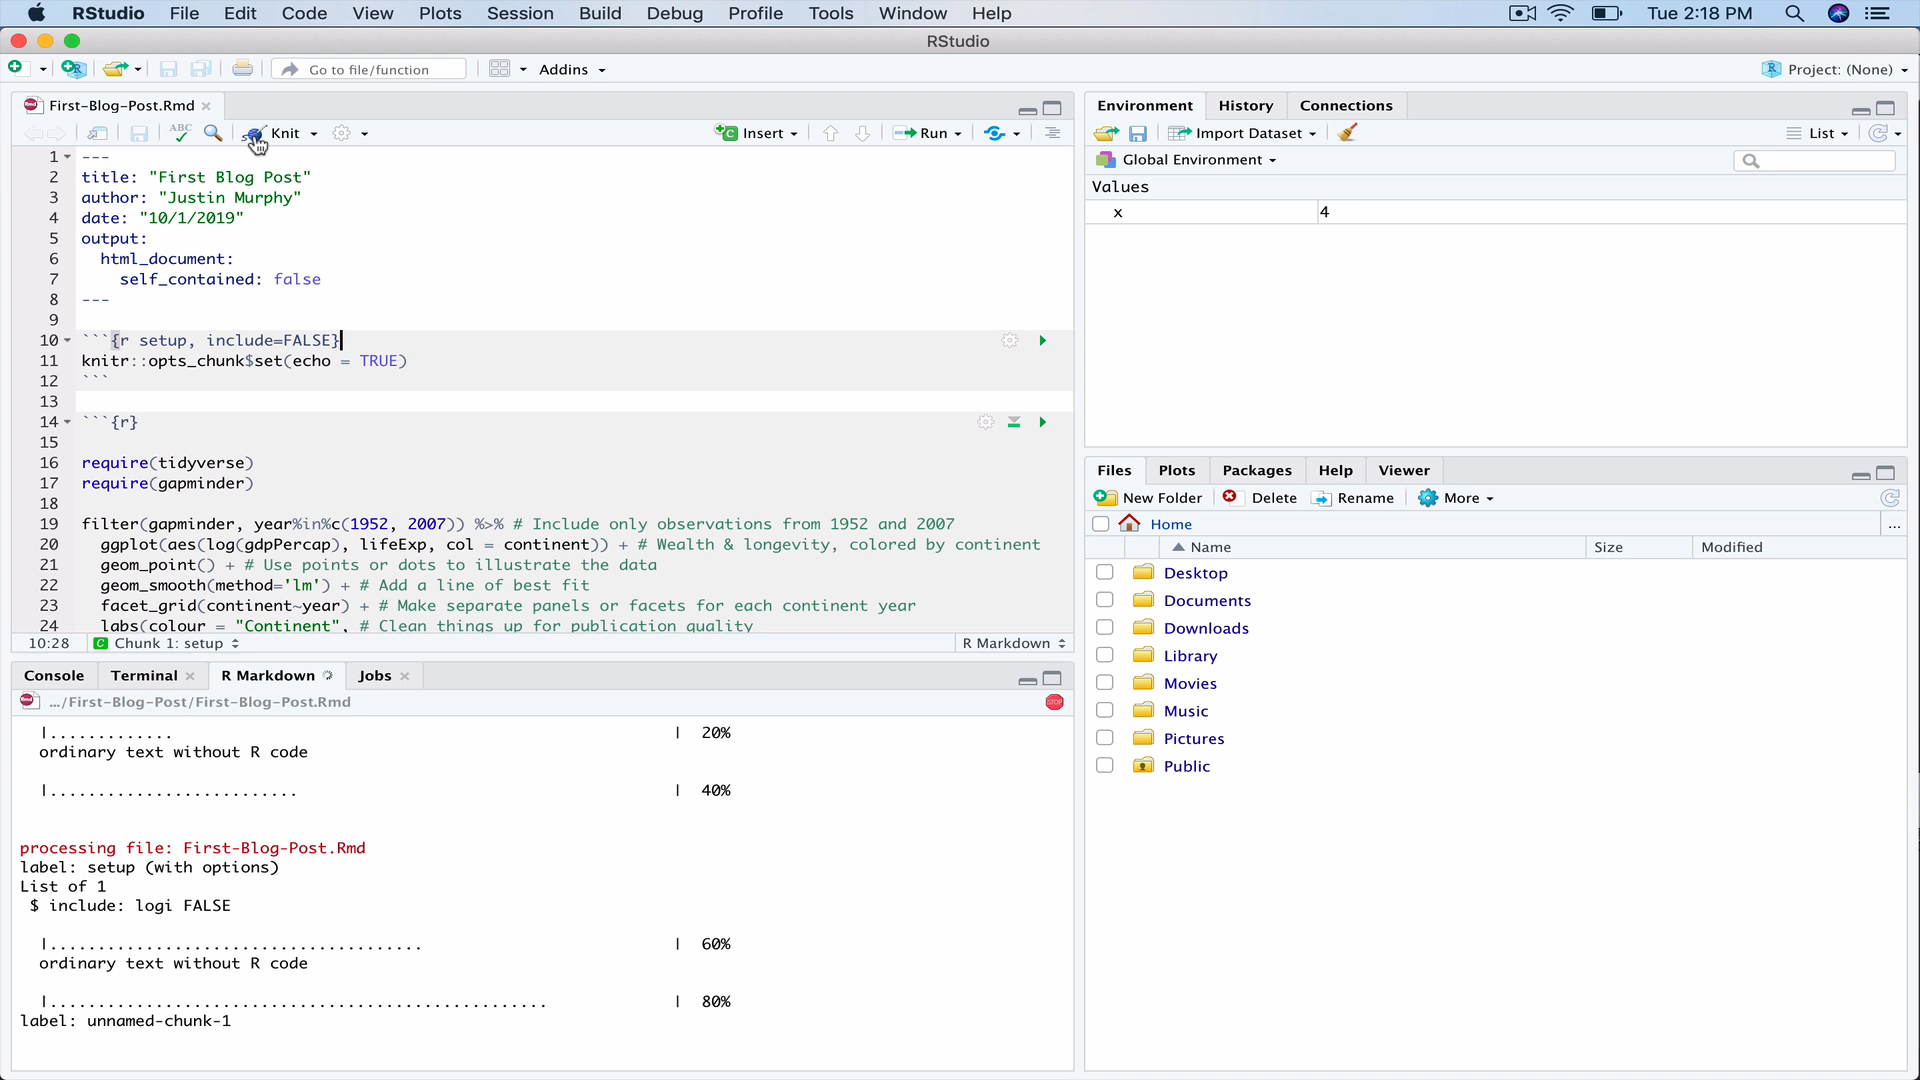 RStudio File Edit Code View Plots Session Build Debug Profile Tools Window Help Tue 2:18 PM
RStudio
Go to file/function Addins Project: (None)
First-Blog-Post.Rmd
ABC Knit Insert Run
1 ---
2 title: "First Blog Post"
3 author: "Justin Murphy"
4 date: "10/1/2019"
5 output:
6 html_document:
7 self_contained: false
8 ---
9
10 ```{r setup, include=FALSE}
11 knitr::opts_chunk$set(echo = TRUE)
12 ```
13
14 ```{r}
15
16 require(tidyverse)
17 require(gapminder)
18
19 filter(gapminder, year%in%c(1952, 2007)) %>% # Include only observations from 1952 and 2007
20 ggplot(aes(log(gdpPercap), lifeExp, col = continent)) + # Wealth & longevity, colored by continent
21 geom_point() + # Use points or dots to illustrate the data
22 geom_smooth(method='lm') + # Add a line of best fit
23 facet_grid(continent~year) + # Make separate panels or facets for each continent year
24 labs(colour = "Continent", # Clean things up for publication quality
10:28 Chunk 1: setup R Markdown
Console Terminal R Markdown Jobs
.../First-Blog-Post/First-Blog-Post.Rmd STOP
|............. | 20%
ordinary text without R code
|.......................... | 40%
processing file: First-Blog-Post.Rmd
label: setup (with options)
List of 1
$ include: logi FALSE
|....................................... | 60%
ordinary text without R code
|.................................................... | 80%
label: unnamed-chunk-1
Environment History Connections
Import Dataset List
Global Environment
Values
x 4
Files Plots Packages Help Viewer
New Folder Delete Rename More
Home ...
Name Size Modified
Desktop
Documents
Downloads
Library
Movies
Music
Pictures
Public